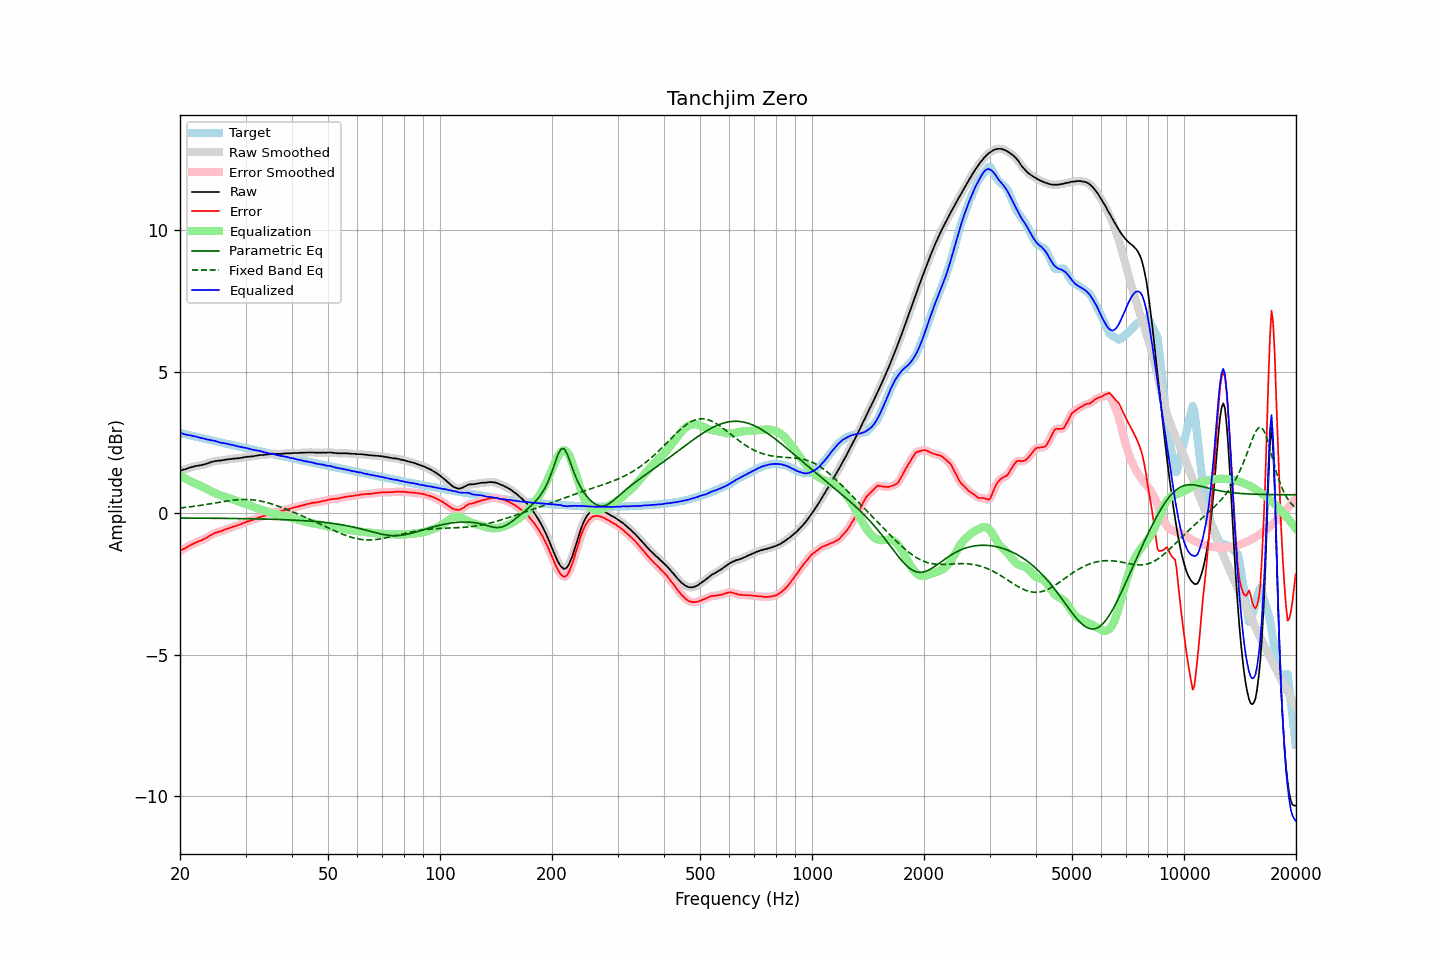 Tanchjim Zero
Target
Raw Smoothed
Error Smoothed
Raw
Error
Equalization
Parametric Eq
Fixed Band Eq
Equalized
Amplitude (dBr)
10
5
0
−5
−10
20
50
100
200
500
1000
2000
5000
10000
20000
Frequency (Hz)